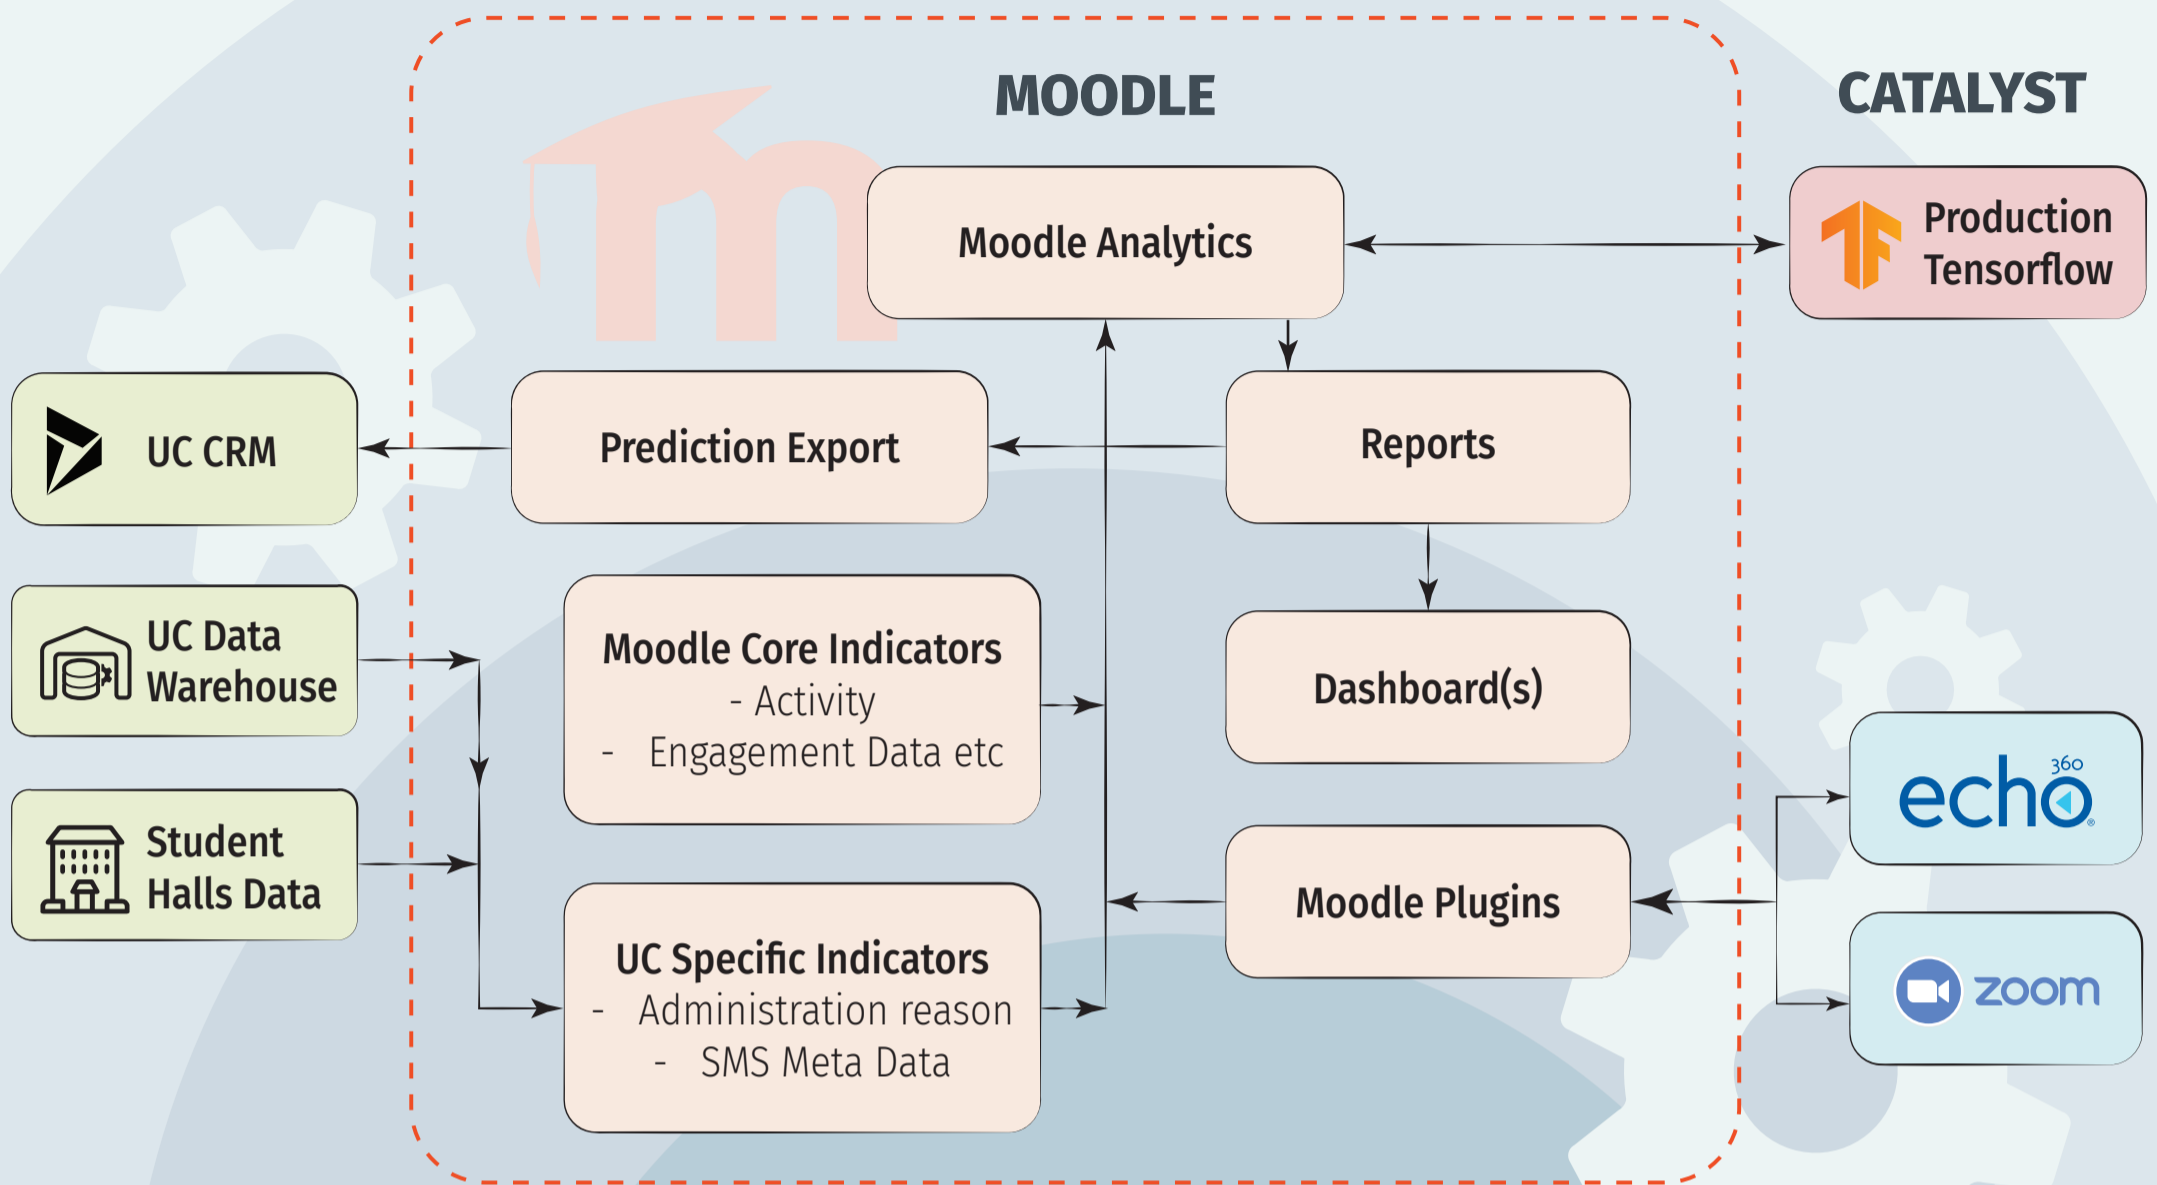 MOODLE
CATALYST
Moodle Analytics
Production
Tensorflow
UC CRM
Prediction Export
Reports
UC Data
Warehouse
Moodle Core Indicators
- Activity
- Engagement Data etc
Dashboard(s)
Student
Halls Data
360
echo®
Moodle Plugins
UC Specific Indicators
- Administration reason
- SMS Meta Data
zoom